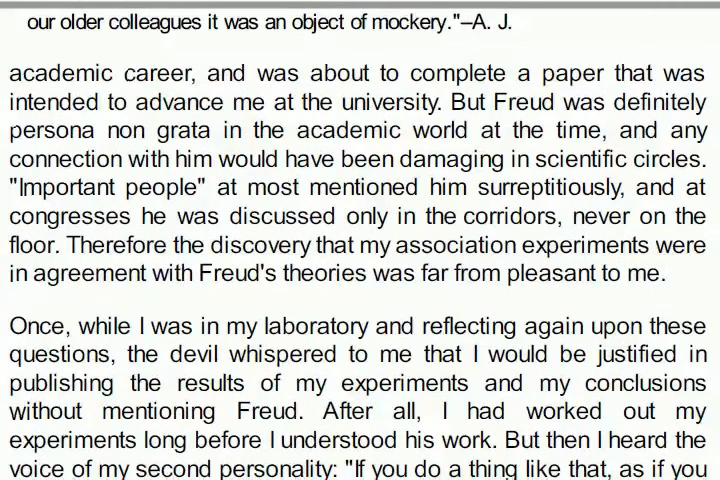 our older colleagues it was an object of mockery."–A. J.
academic career, and was about to complete a paper that was
intended to advance me at the university. But Freud was definitely
persona non grata in the academic world at the time, and any
connection with him would have been damaging in scientific circles.
"Important people" at most mentioned him surreptitiously, and at
congresses he was discussed only in the corridors, never on the
floor. Therefore the discovery that my association experiments were
in agreement with Freud's theories was far from pleasant to me.
Once, while I was in my laboratory and reflecting again upon these
questions, the devil whispered to me that I would be justified in
publishing the results of my experiments and my conclusions
without mentioning Freud. After all, I had worked out my
experiments long before I understood his work. But then I heard the
voice of my second personality: "If you do a thing like that, as if you